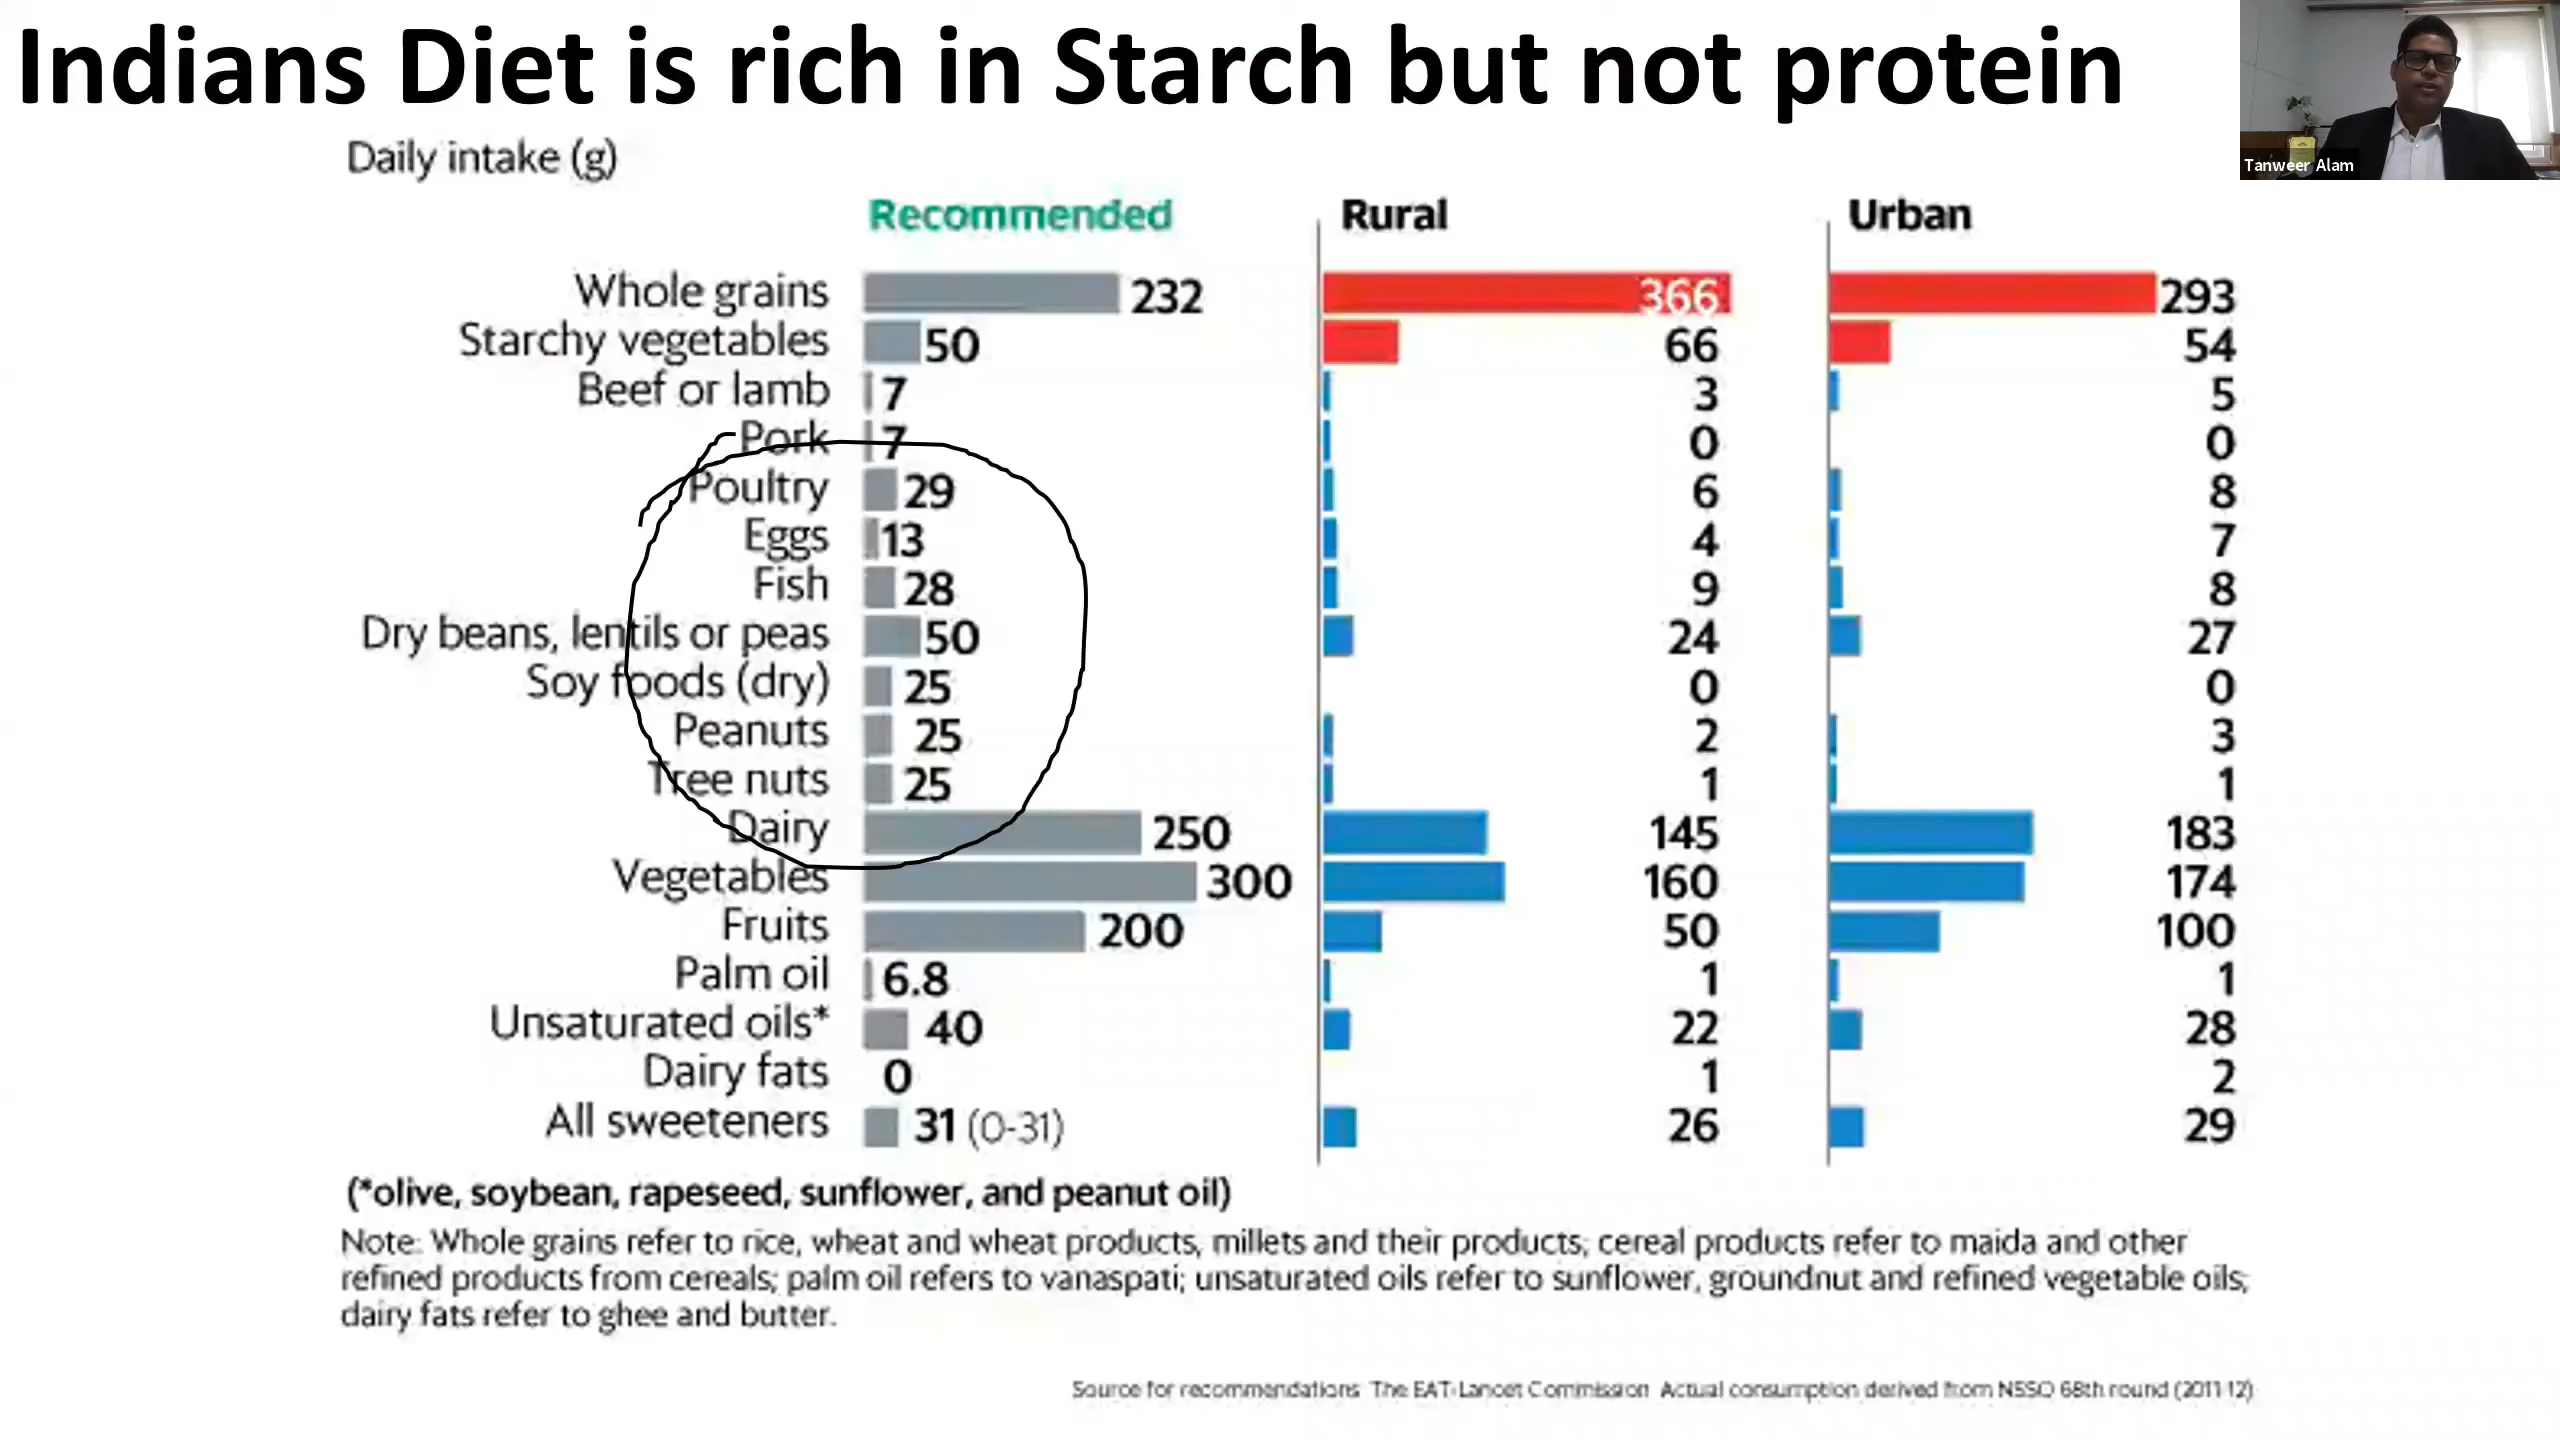 Indians Diet is rich in Starch but not protein
Tanweer Alam
Daily intake (g)
Recommended Rural Urban
Whole grains 232 366 293
Starchy vegetables 50 66 54
Beef or lamb 7 3 5
Pork 7 0 0
Poultry 29 6 8
Eggs 13 4 7
Fish 28 9 8
Dry beans, lentils or peas 50 24 27
Soy foods (dry) 25 0 0
Peanuts 25 2 3
Tree nuts 25 1 1
Dairy 250 145 183
Vegetables 300 160 174
Fruits 200 50 100
Palm oil 6.8 1 1
Unsaturated oils* 40 22 28
Dairy fats 0 1 2
All sweeteners 31 (0-31) 26 29
(*olive, soybean, rapeseed, sunflower, and peanut oil)
Note: Whole grains refer to rice, wheat and wheat products, millets and their products; cereal products refer to maida and other
refined products from cereals; palm oil refers to vanaspati; unsaturated oils refer to sunflower, groundnut and refined vegetable oils;
dairy fats refer to ghee and butter.
Source for recommendations The EAT-Lancet Commission Actual consumption derived from NSSO 68th round (2011-12)